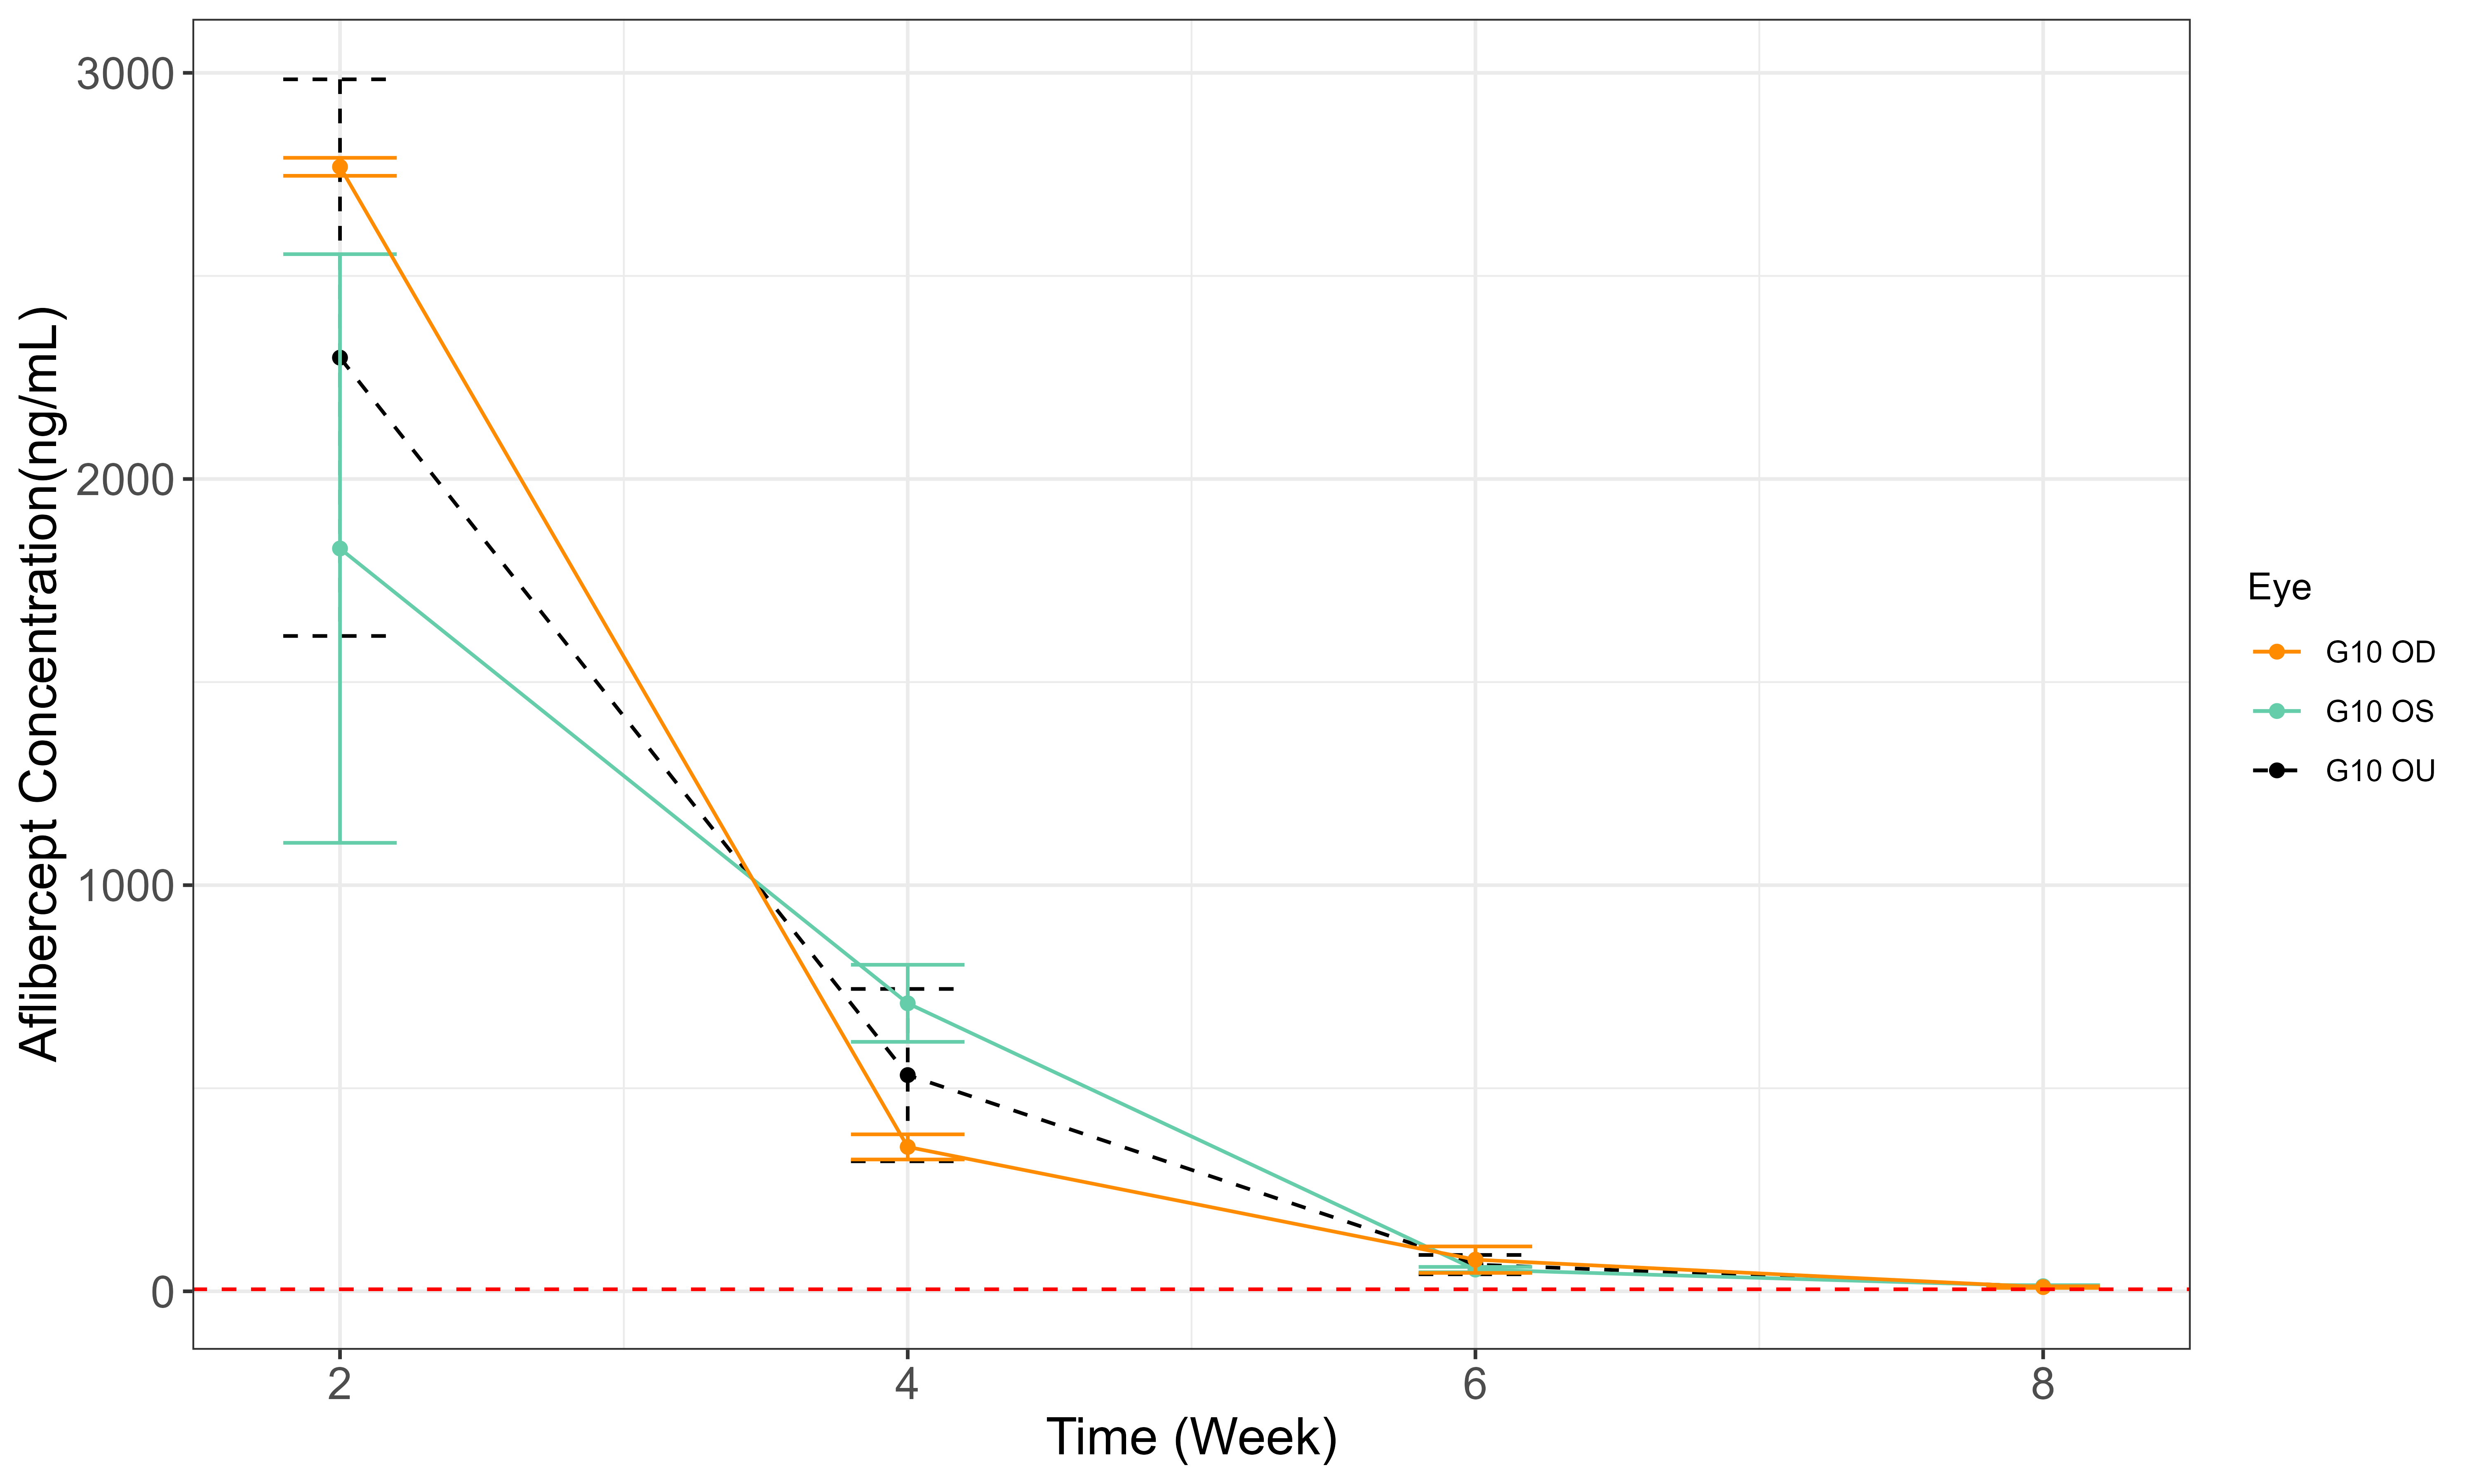 3000
2000
1000
0
Aflibercept Concentration(ng/mL)
2 4 6 8
Time (Week)
Eye
G10 OD
G10 OS
G10 OU